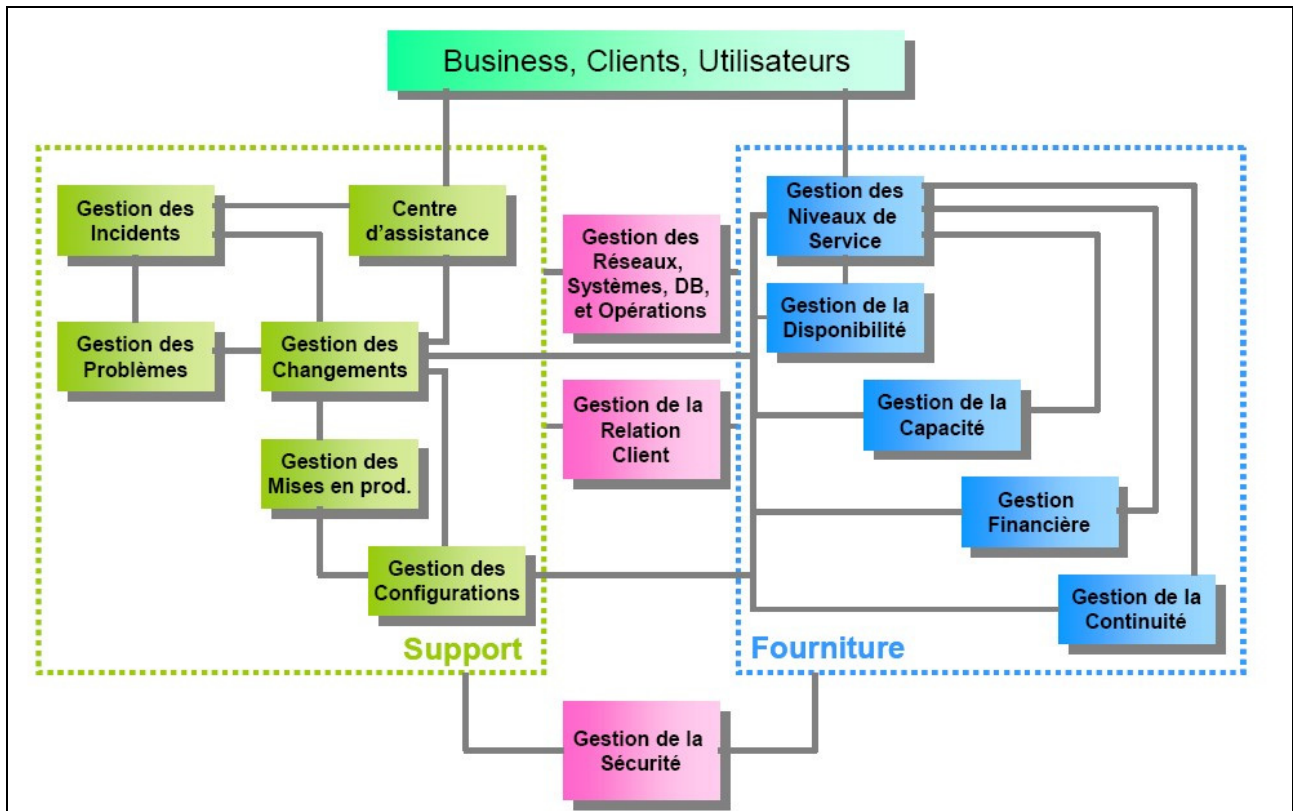 Business, Clients, Utilisateurs
Gestion des
Incidents
Centre
d'assistance
Gestion des
Problèmes
Gestion des
Changements
Gestion des
Mises en prod.
Gestion des
Configurations
Support
Gestion des
Réseaux,
Systèmes, DB,
et Opérations
Gestion de la
Relation
Client
Gestion des
Niveaux de
Service
Gestion de la
Disponibilité
Gestion de la
Capacité
Gestion
Financière
Gestion de la
Continuité
Fourniture
Gestion de la
Sécurité